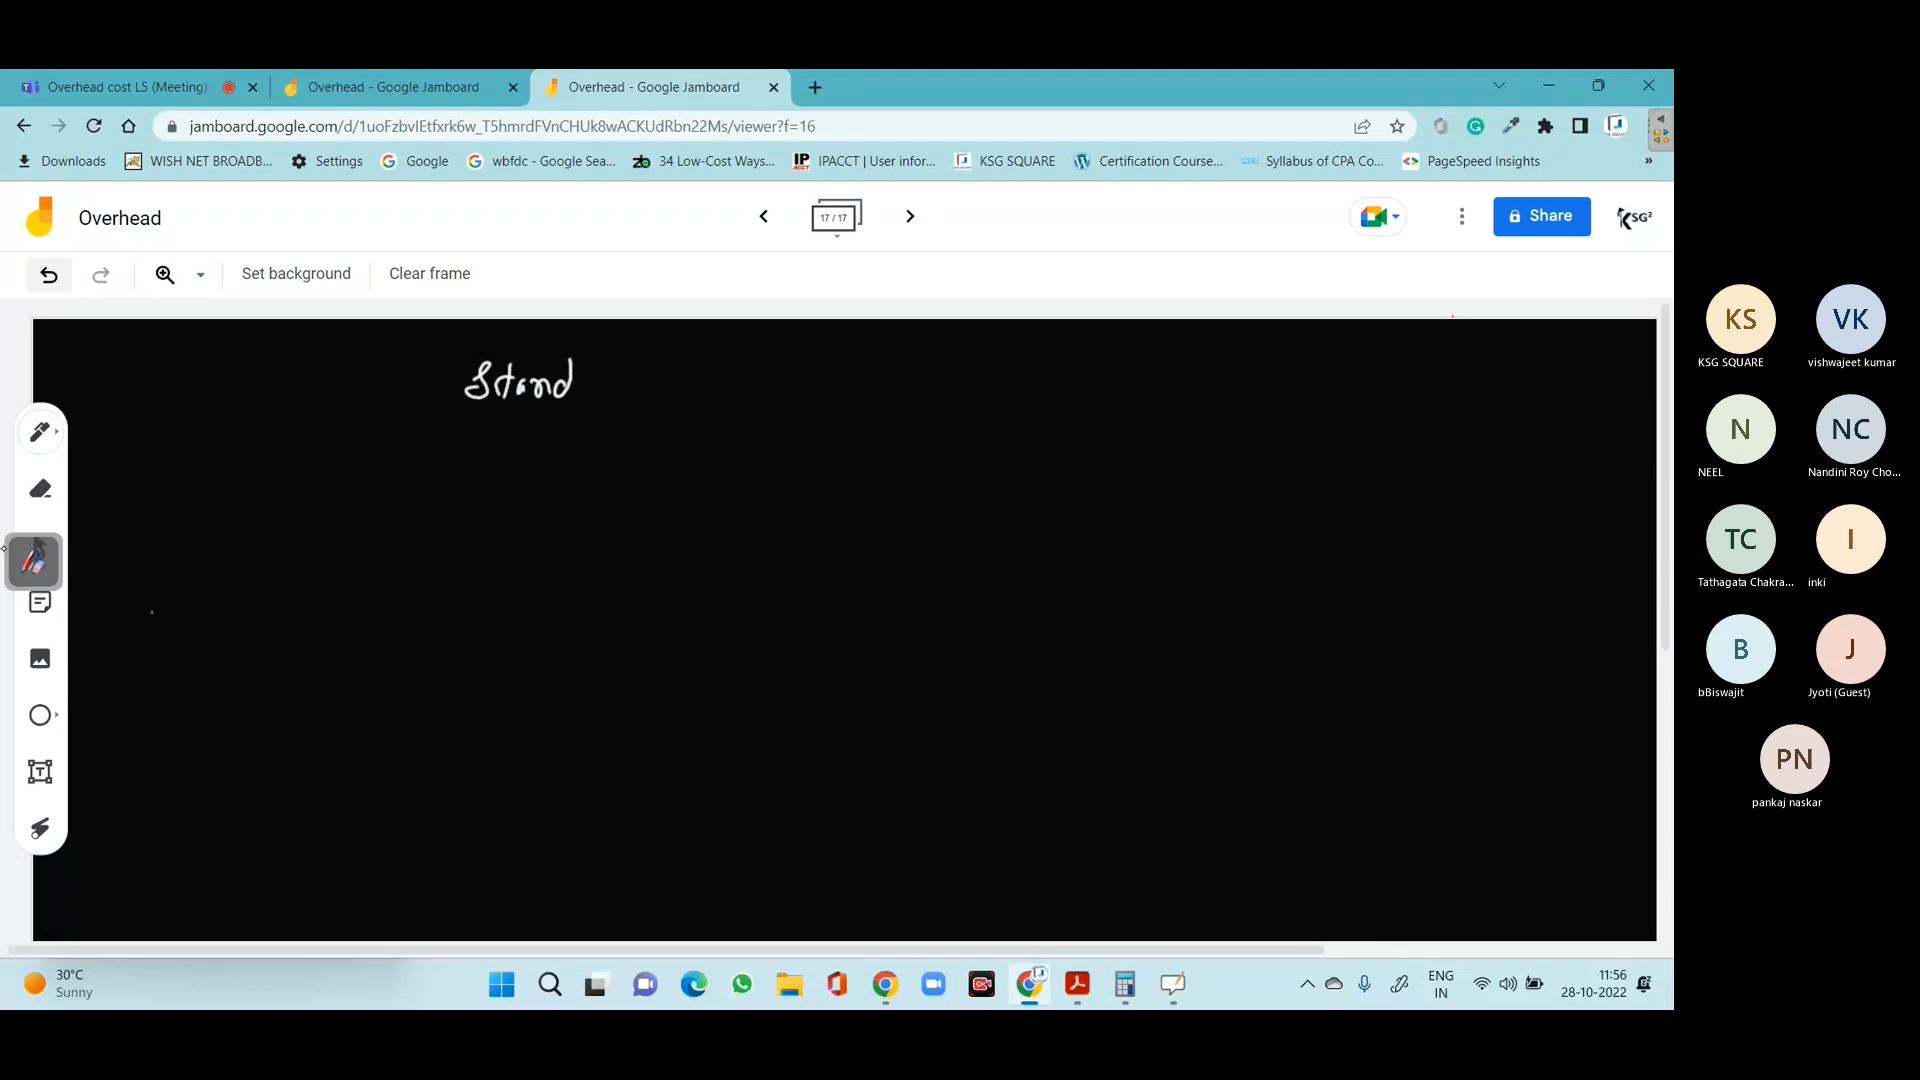 Overhead cost L5 (Meeting)
Overhead - Google Jamboard
Overhead - Google Jamboard
jamboard.google.com/d/1uoFzbvIEtfxrk6w_T5hmrdFVnCHUk8wACKUdRbn22Ms/viewer?f=16
Downloads
WISH NET BROADB...
Settings
Google
wbfdc - Google Sea...
34 Low-Cost Ways...
IPACCT | User infor...
KSG SQUARE
Certification Course...
Syllabus of CPA Co...
PageSpeed Insights
»
Overhead
17 / 17
Share
KSG²
Set background
Clear frame
Stand
KS
KSG SQUARE
VK
vishwajeet kumar
N
NEEL
NC
Nandini Roy Cho...
TC
Tathagata Chakra...
I
inki
B
bBiswajit
J
Jyoti (Guest)
PN
pankaj naskar
30°C
Sunny
ENG
IN
11:56
28-10-2022